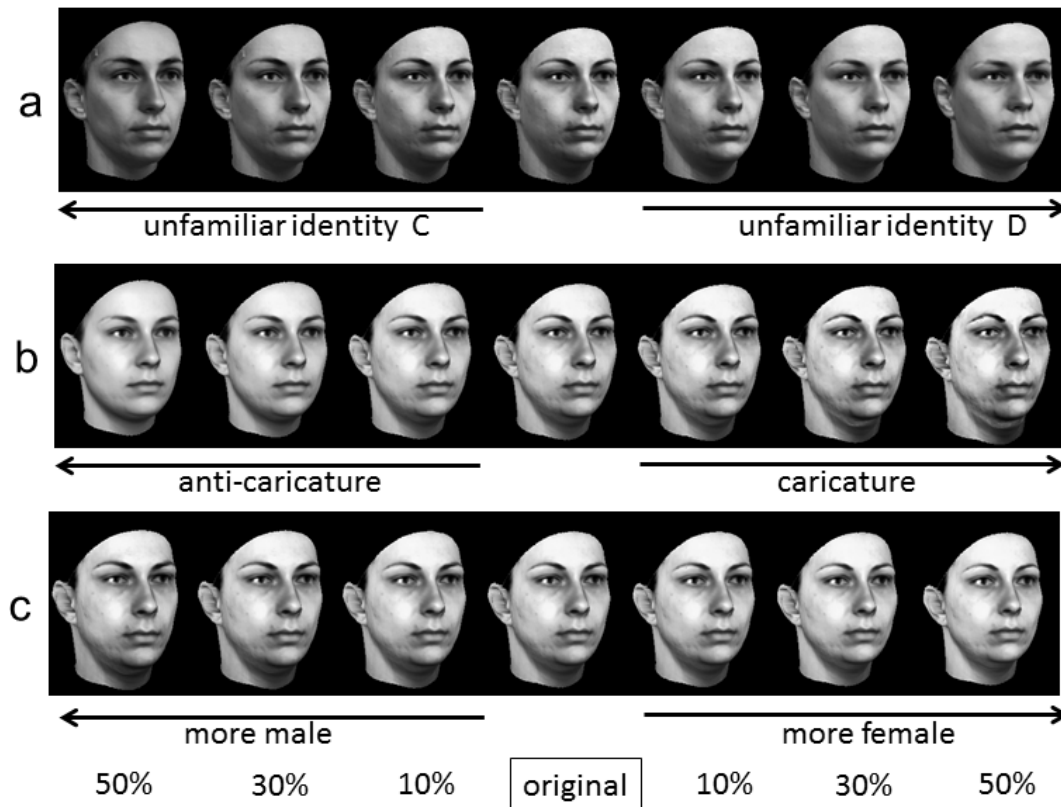 a
unfamiliar identity C unfamiliar identity D
b
anti-caricature caricature
c
more male more female
50% 30% 10% original 10% 30% 50%